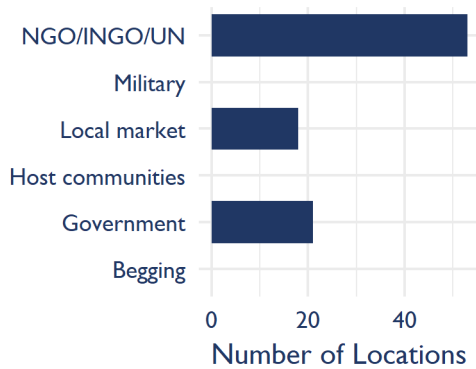 NGO/INGO/UN
Military
Local market
Host communities
Government
Begging
0 20 40
Number of Locations